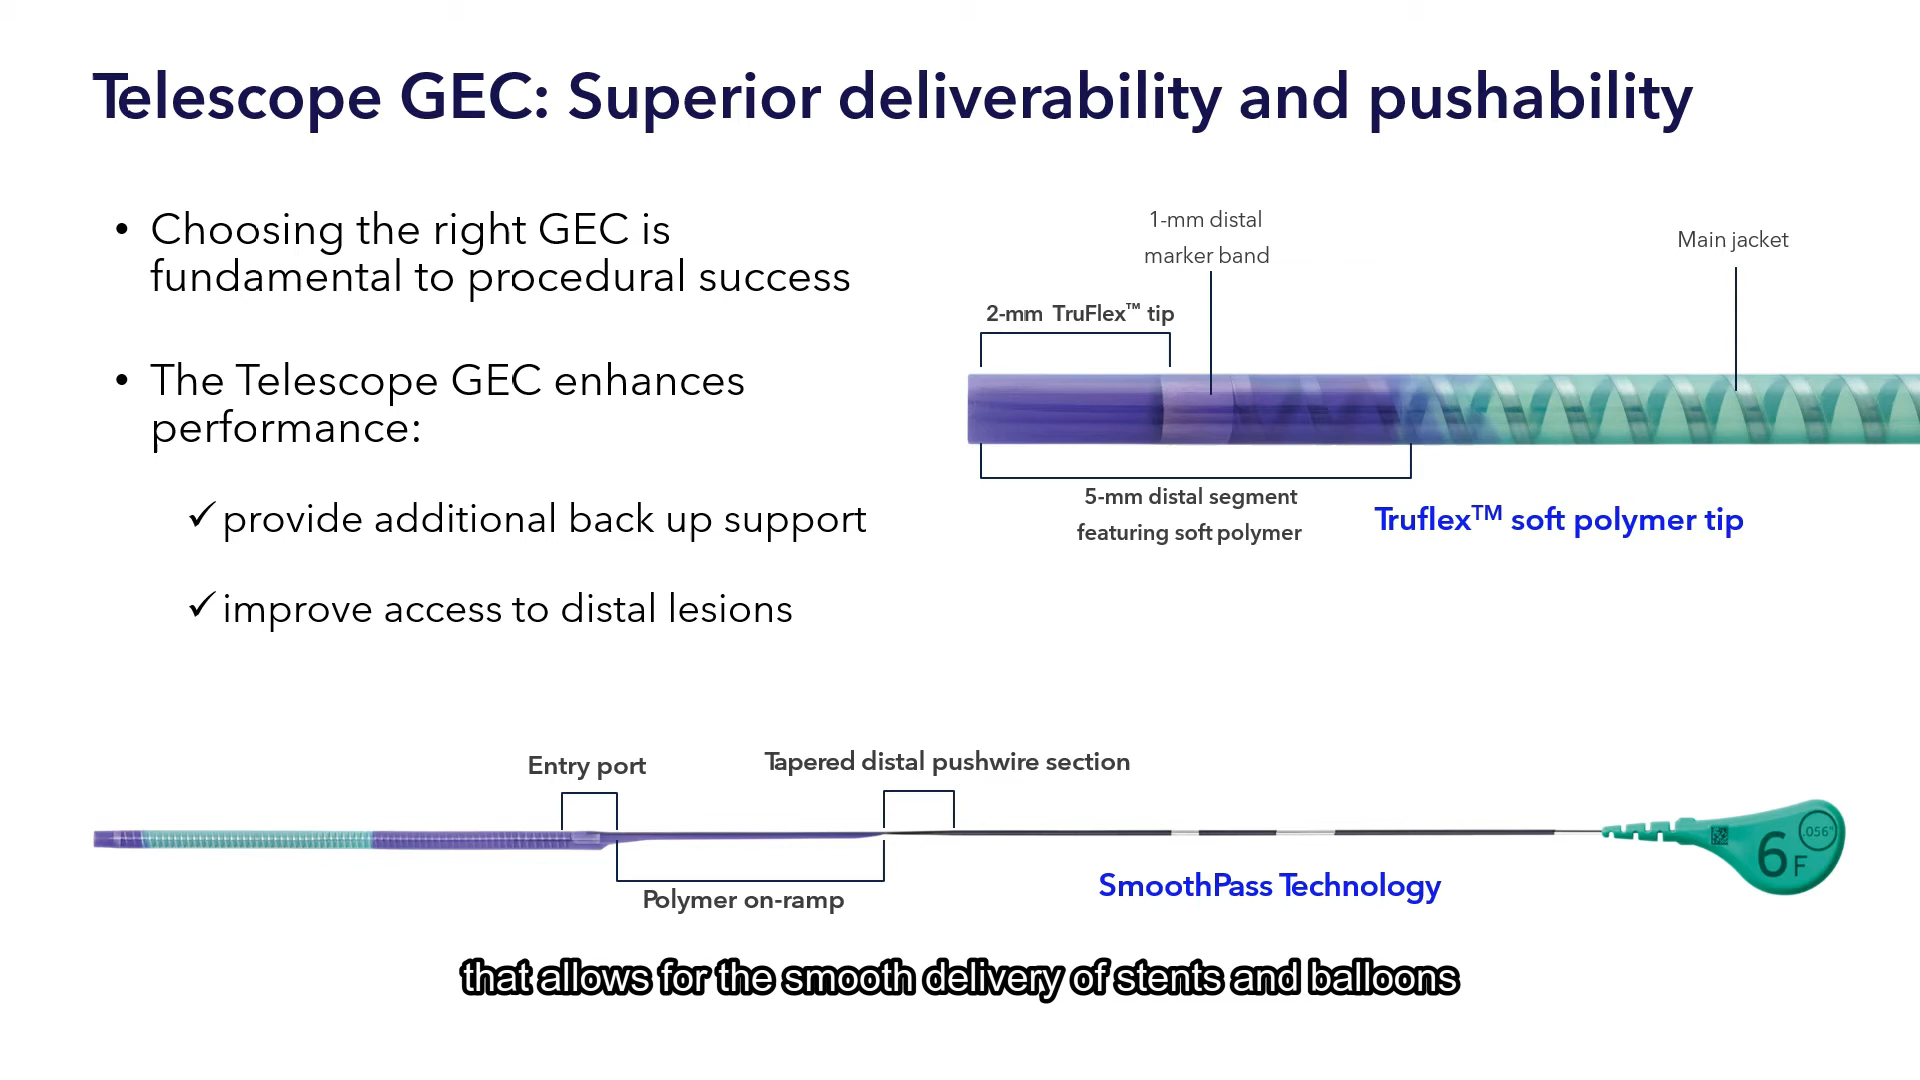 Telescope GEC: Superior deliverability and pushability
• Choosing the right GEC is
fundamental to procedural success
• The Telescope GEC enhances
performance:
✓ provide additional back up support
✓ improve access to distal lesions
1-mm distal
marker band
Main jacket
2-mm TruFlex™ tip
5-mm distal segment
featuring soft polymer
Truflex™ soft polymer tip
Entry port
Tapered distal pushwire section
Polymer on-ramp
SmoothPass Technology
6F
.056"
that allows for the smooth delivery of stents and balloons